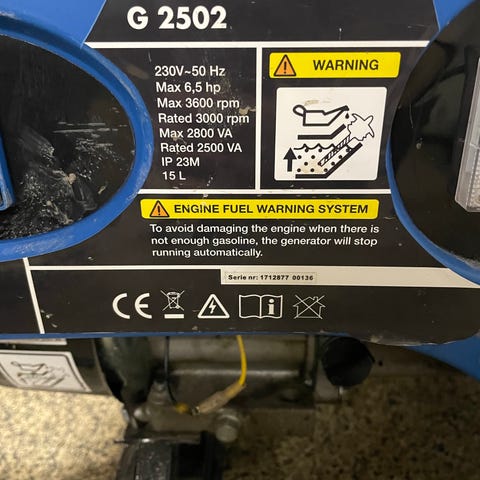 G 2502
230V~50 Hz
Max 6,5 hp
Max 3600 rpm
Rated 3000 rpm
Max 2800 VA
Rated 2500 VA
IP 23M
15 L
WARNING
ENGINE FUEL WARNING SYSTEM
To avoid damaging the engine when there is
not enough gasoline, the generator will stop
running automatically.
Serie nr: 1712877 00136
CE